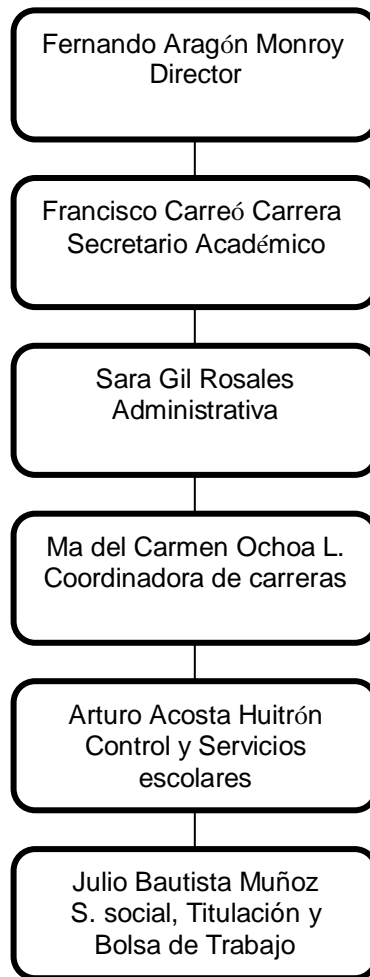 Fernando Aragón Monroy
Director
Francisco Carreó Carrera
Secretario Académico
Sara Gil Rosales
Administrativa
Ma del Carmen Ochoa L.
Coordinadora de carreras
Arturo Acosta Huitrón
Control y Servicios
escolares
Julio Bautista Muñoz
S. social, Titulación y
Bolsa de Trabajo